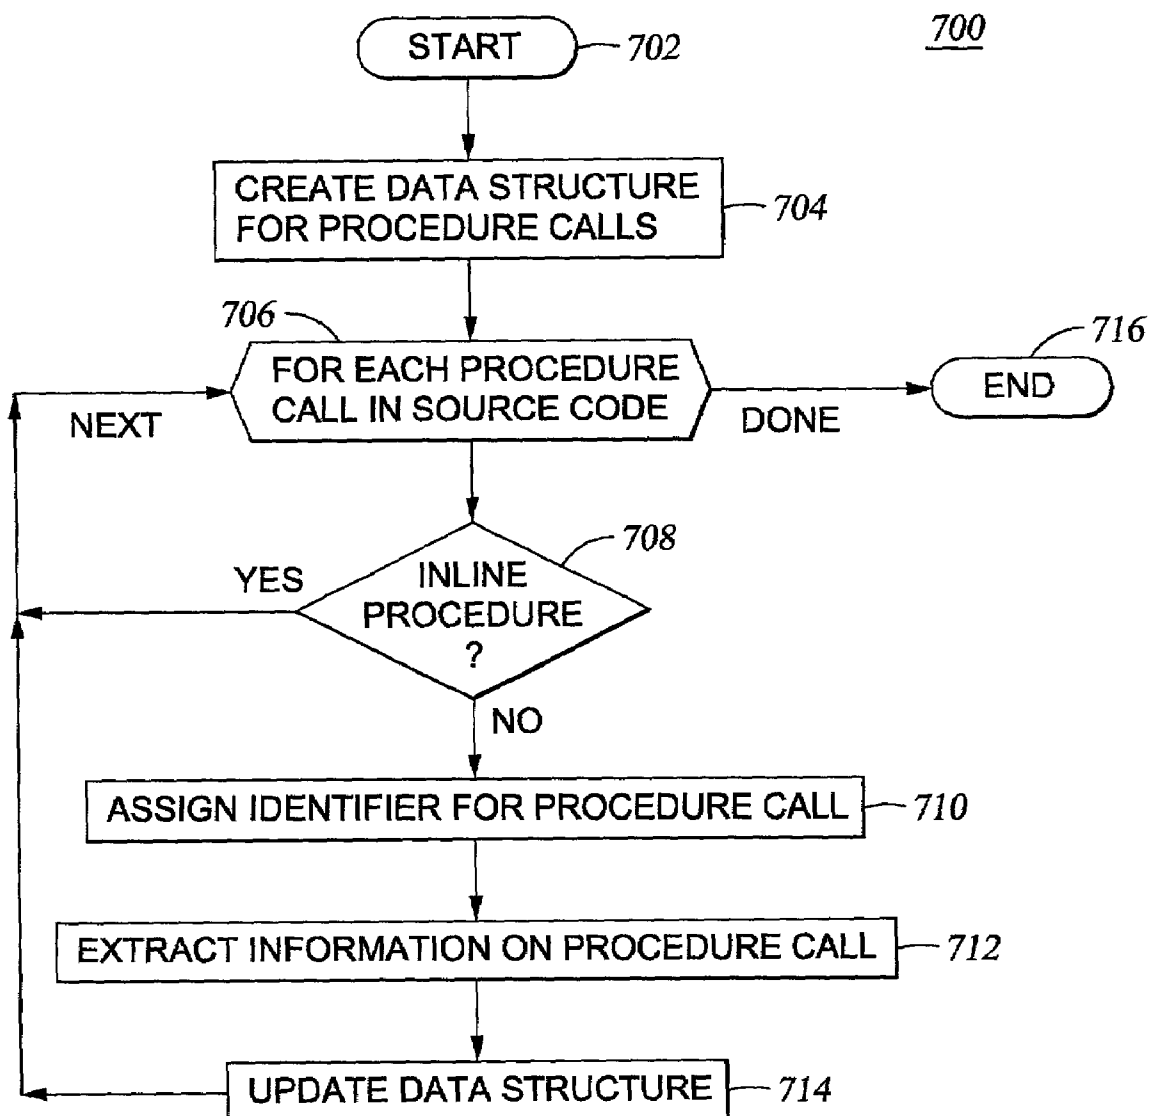 START
702
700
CREATE DATA STRUCTURE
FOR PROCEDURE CALLS
704
706
FOR EACH PROCEDURE
CALL IN SOURCE CODE
716
END
NEXT
DONE
708
YES
INLINE
PROCEDURE
?
NO
ASSIGN IDENTIFIER FOR PROCEDURE CALL
710
EXTRACT INFORMATION ON PROCEDURE CALL
712
UPDATE DATA STRUCTURE
714